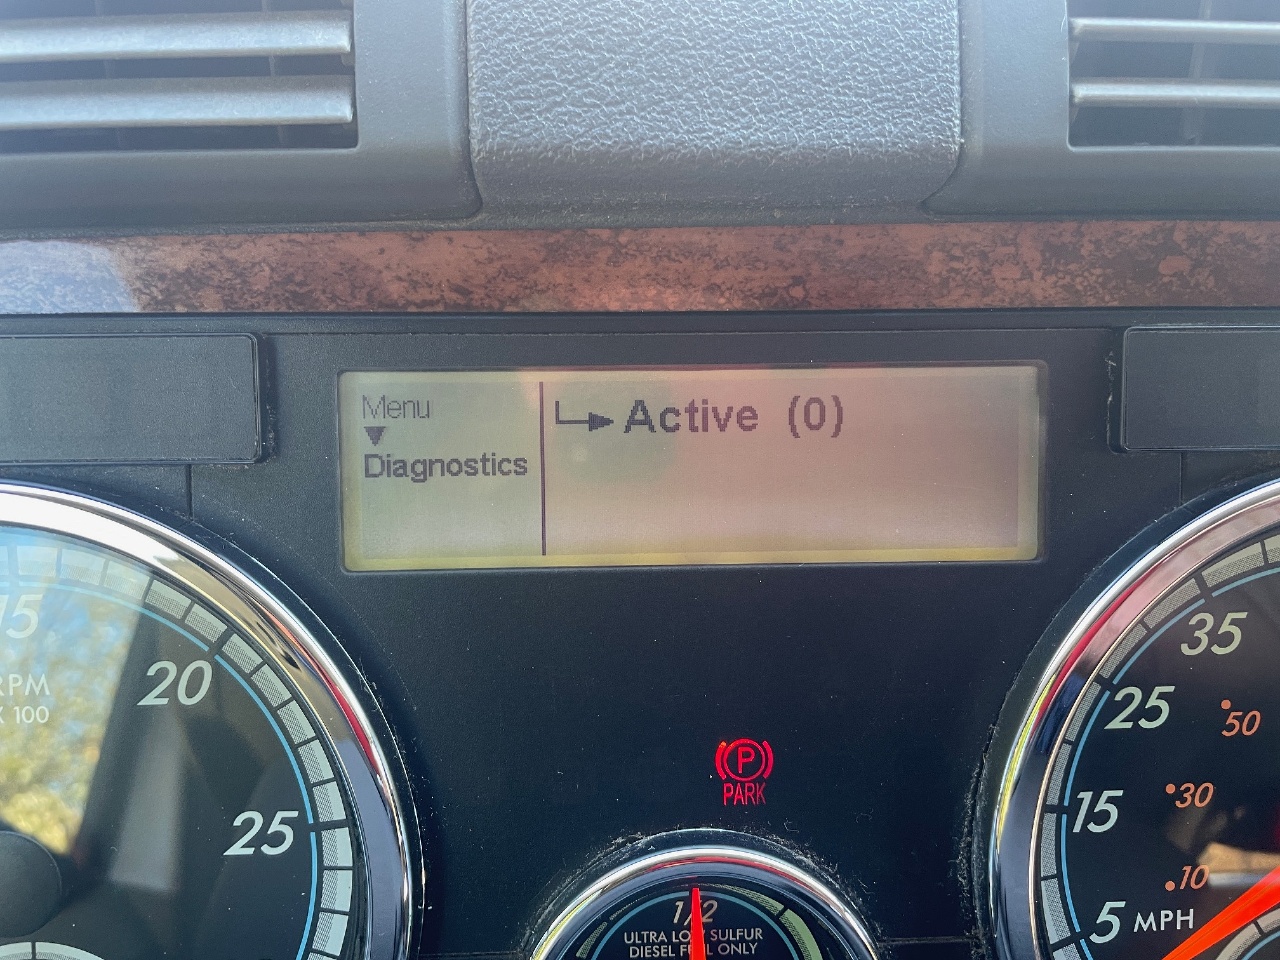 Menu
Diagnostics
Active (0)
15
20
RPM
X 100
25
35
25
50
15
30
10
5 MPH
P
PARK
1/2
ULTRA LOW SULFUR
DIESEL FUEL ONLY